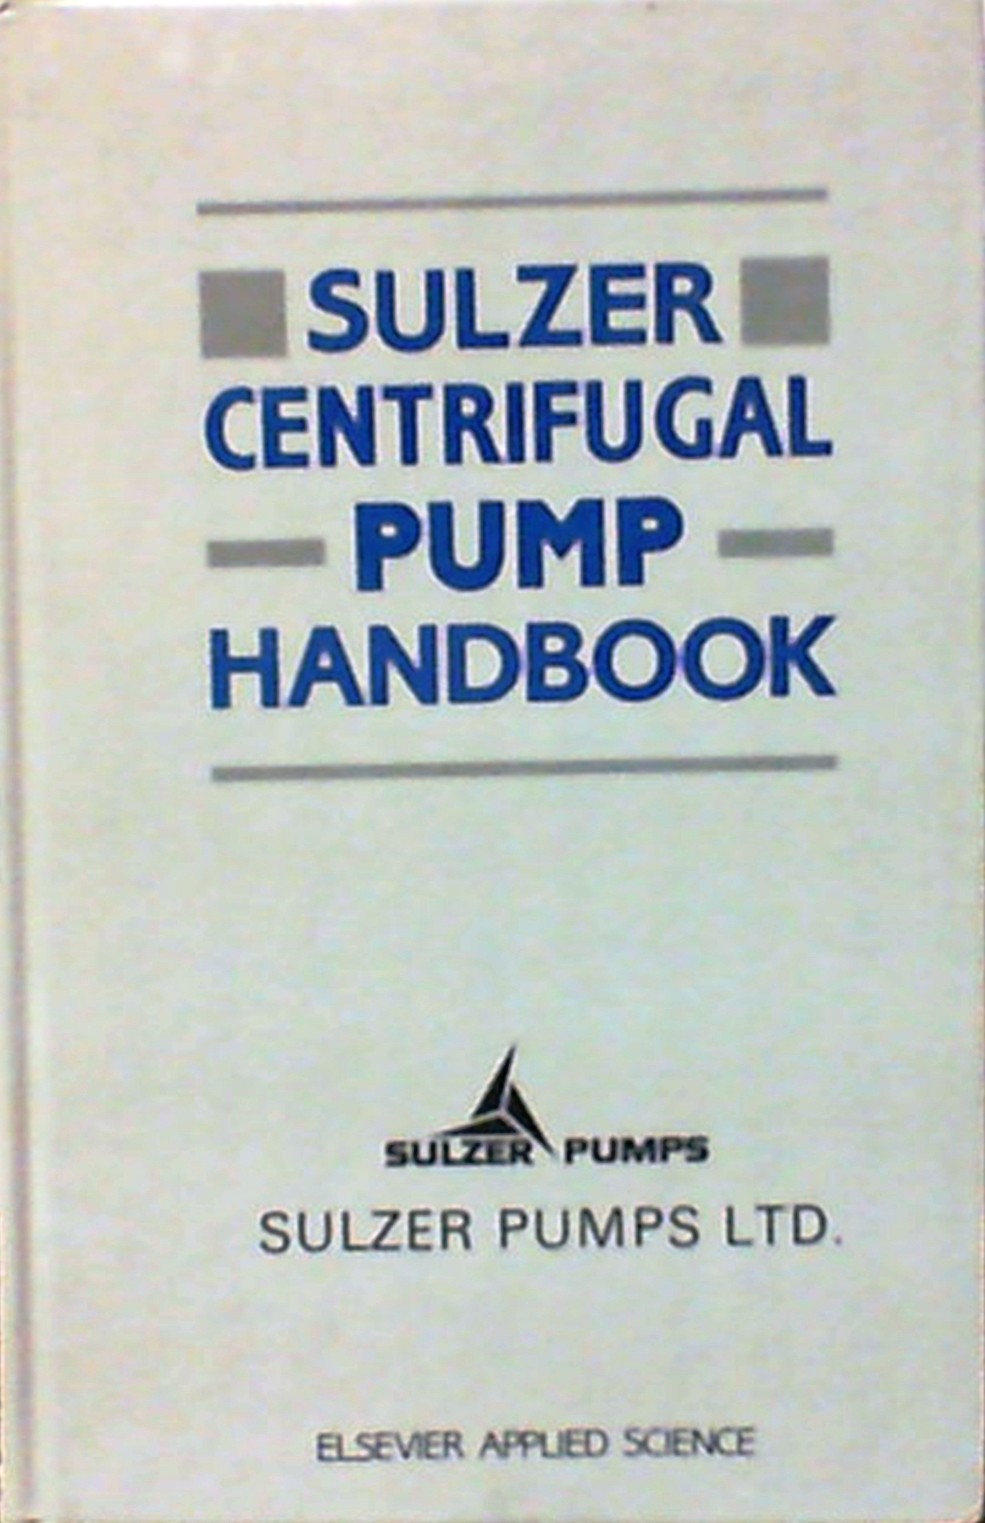 SULZER
CENTRIFUGAL
PUMP
HANDBOOK
SULZER PUMPS
SULZER PUMPS LTD.
ELSEVIER APPLIED SCIENCE